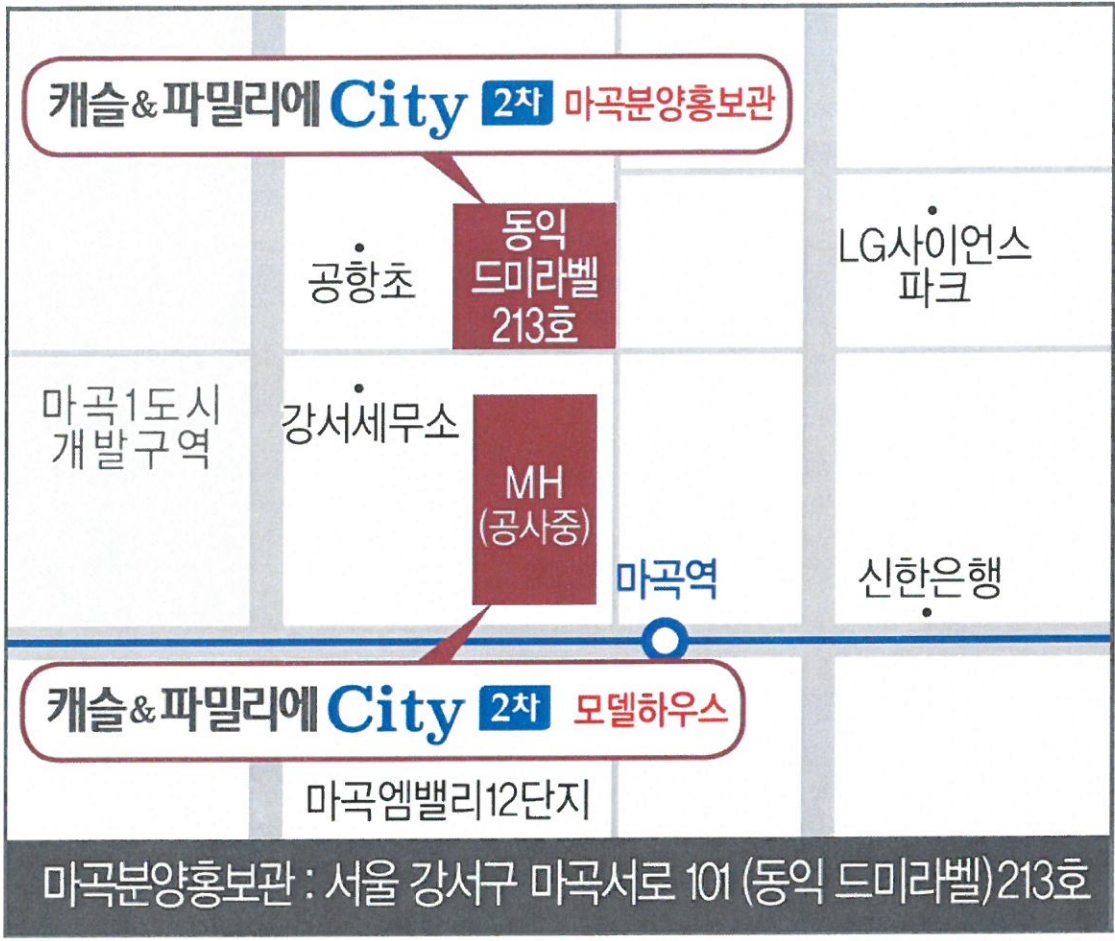 캐슬&파밀리에 City 2차 마곡분양홍보관
동익
드미라벨
213호
공항초
LG사이언스
파크
마곡1도시
개발구역
강서세무소
MH
(공사중)
마곡역
신한은행
캐슬&파밀리에 City 2차 모델하우스
마곡엠밸리12단지
마곡분양홍보관 : 서울 강서구 마곡서로 101 (동익 드미라벨) 213호